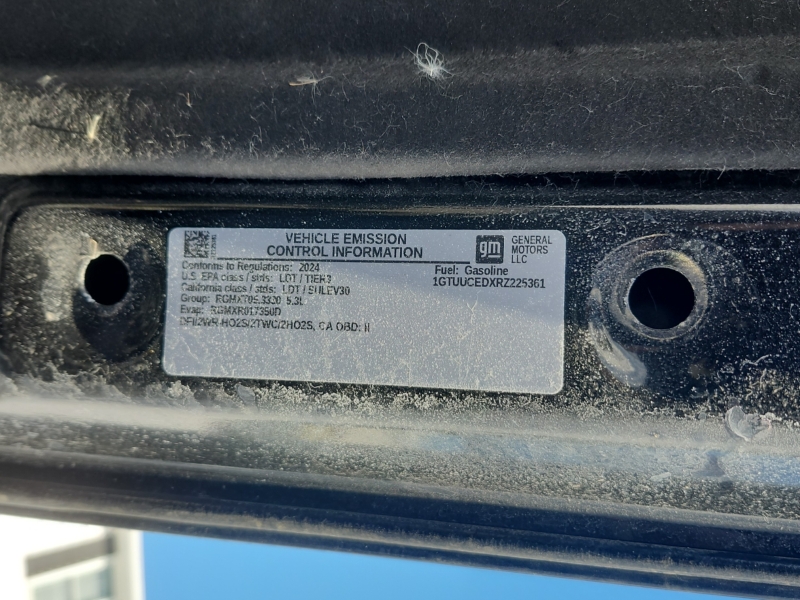 VEHICLE EMISSION
CONTROL INFORMATION
gm
GENERAL
MOTORS
LLC
Conforms to Regulations: 2024
U.S. EPA class / stds: LDT / TIER3
California class / stds: LDT / SULEV30
Group: RGMXT05.3320 5.3L
Evap: RGMXR017350D
DFI/2WR-HO2S/2TWC/2HO2S, CA OBD: II
Fuel: Gasoline
1GTUUCEDXRZ225361